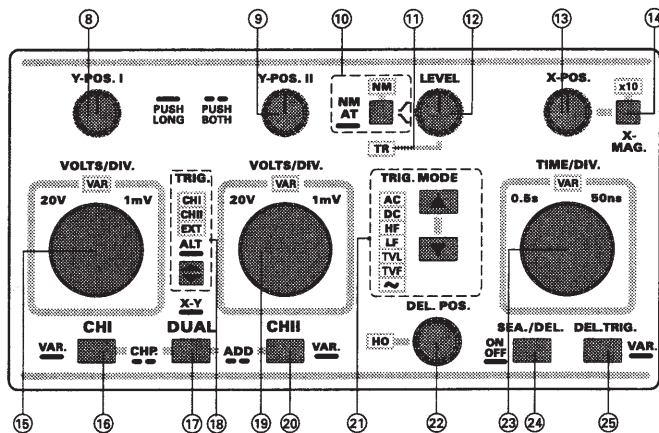 8 9 10 11 12 13 14
Y-POS. I
PUSH LONG
PUSH BOTH
Y-POS. II
NM
AT
NM
LEVEL
TR
X-POS.
x10
X-MAG.
VOLTS/DIV.
VAR
20V 1mV
TRIG.
CHI
CHII
EXT
ALT
X-Y
VOLTS/DIV.
VAR
20V 1mV
TRIG. MODE
AC
DC
HF
LF
TVL
TVF
~
TIME/DIV.
VAR
0.5s 50ns
DEL. POS.
HO
VAR.
CHI
CHP.
DUAL
ADD
CHII
VAR.
ON
OFF
SEA./DEL.
DEL.TRIG.
VAR.
15 16 17 18 19 20 21 22 23 24 25